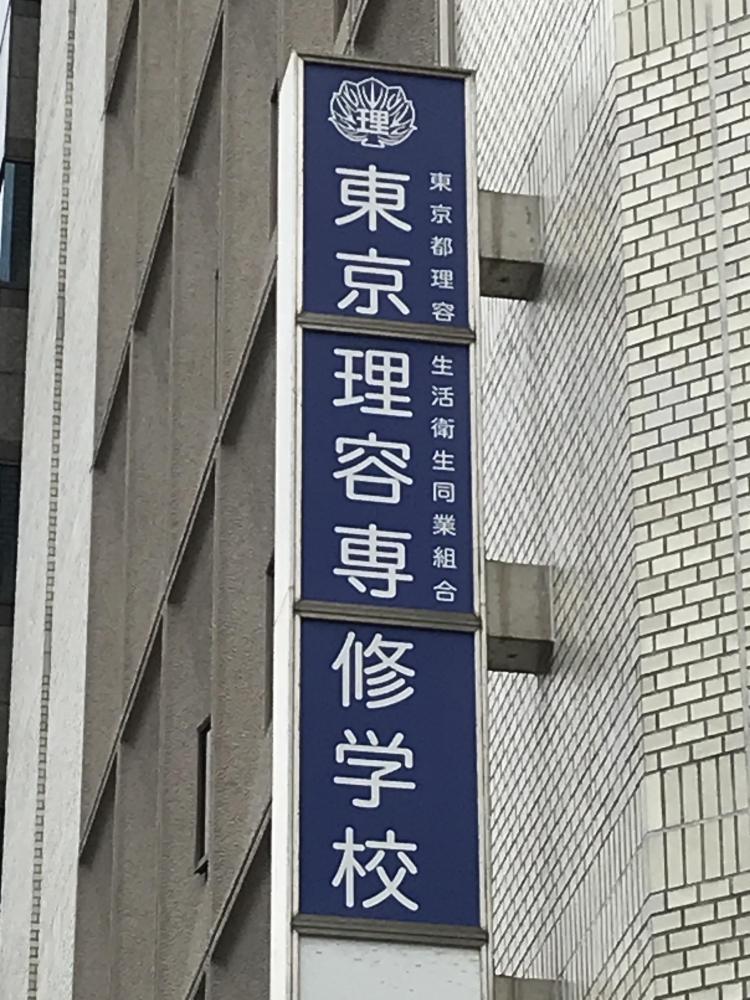 理
東京都理容生活衛生同業組合
東京理容専修学校